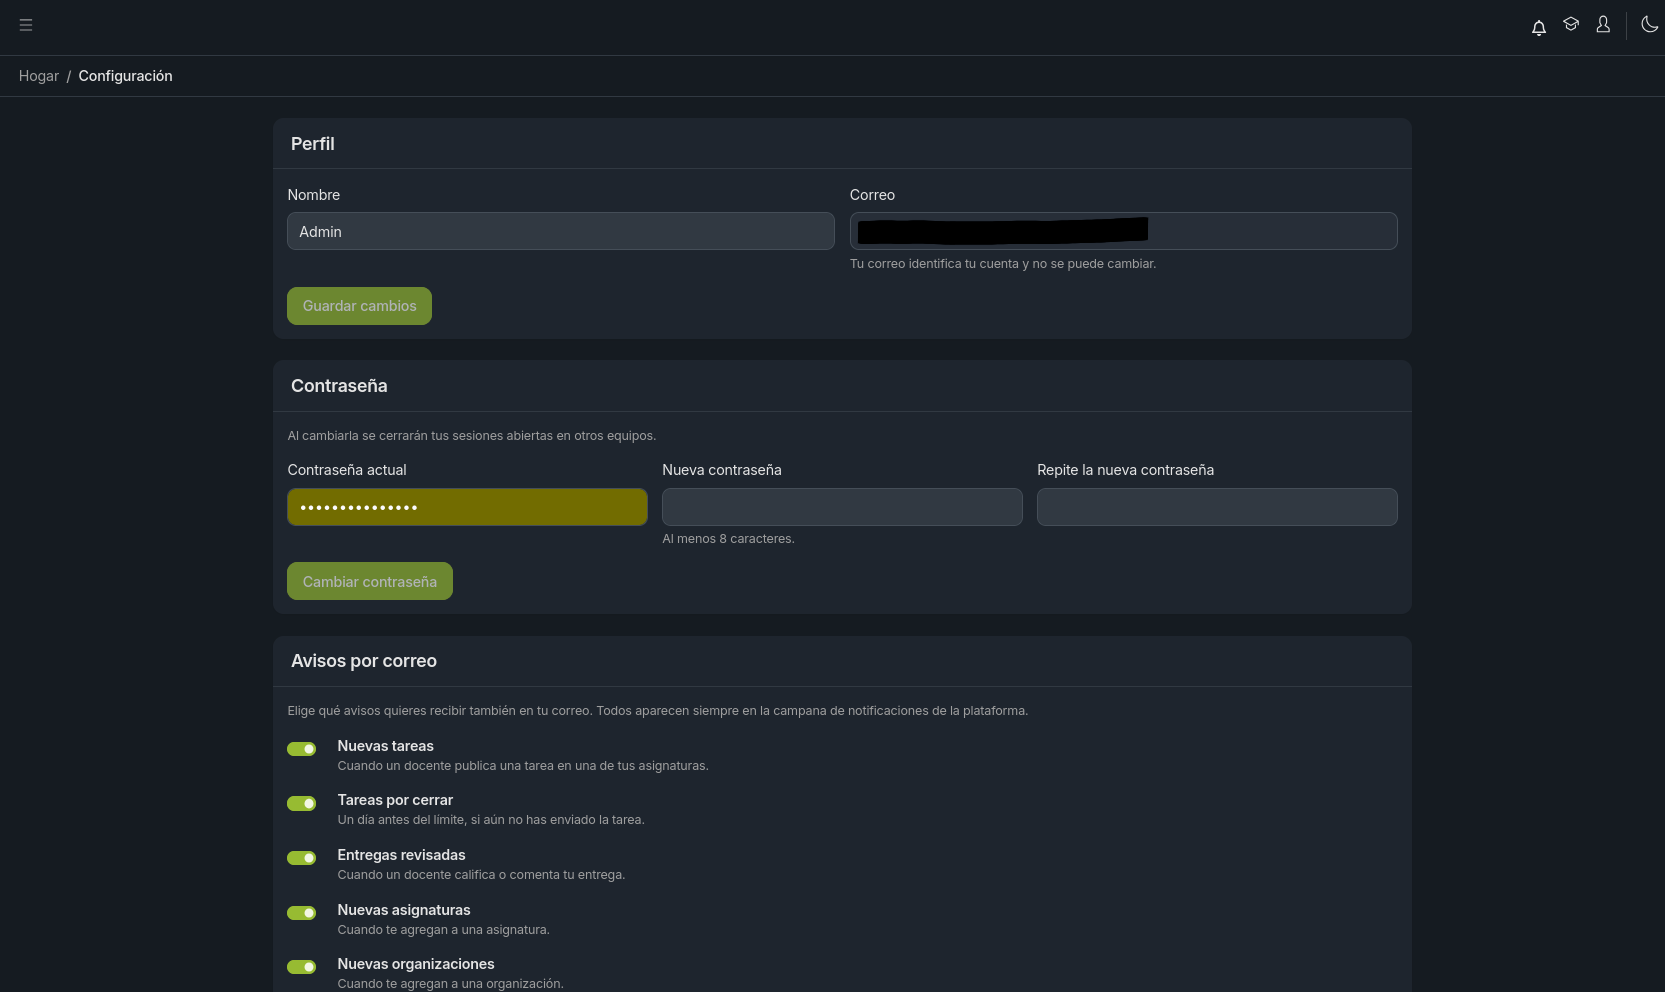 Hogar / Configuración
Perfil
Nombre
Correo
Admin
Tu correo identifica tu cuenta y no se puede cambiar.
Guardar cambios
Contraseña
Al cambiarla se cerrarán tus sesiones abiertas en otros equipos.
Contraseña actual
Nueva contraseña
Repite la nueva contraseña
•••••••••••••••
Al menos 8 caracteres.
Cambiar contraseña
Avisos por correo
Elige qué avisos quieres recibir también en tu correo. Todos aparecen siempre en la campana de notificaciones de la plataforma.
Nuevas tareas
Cuando un docente publica una tarea en una de tus asignaturas.
Tareas por cerrar
Un día antes del límite, si aún no has enviado la tarea.
Entregas revisadas
Cuando un docente califica o comenta tu entrega.
Nuevas asignaturas
Cuando te agregan a una asignatura.
Nuevas organizaciones
Cuando te agregan a una organización.